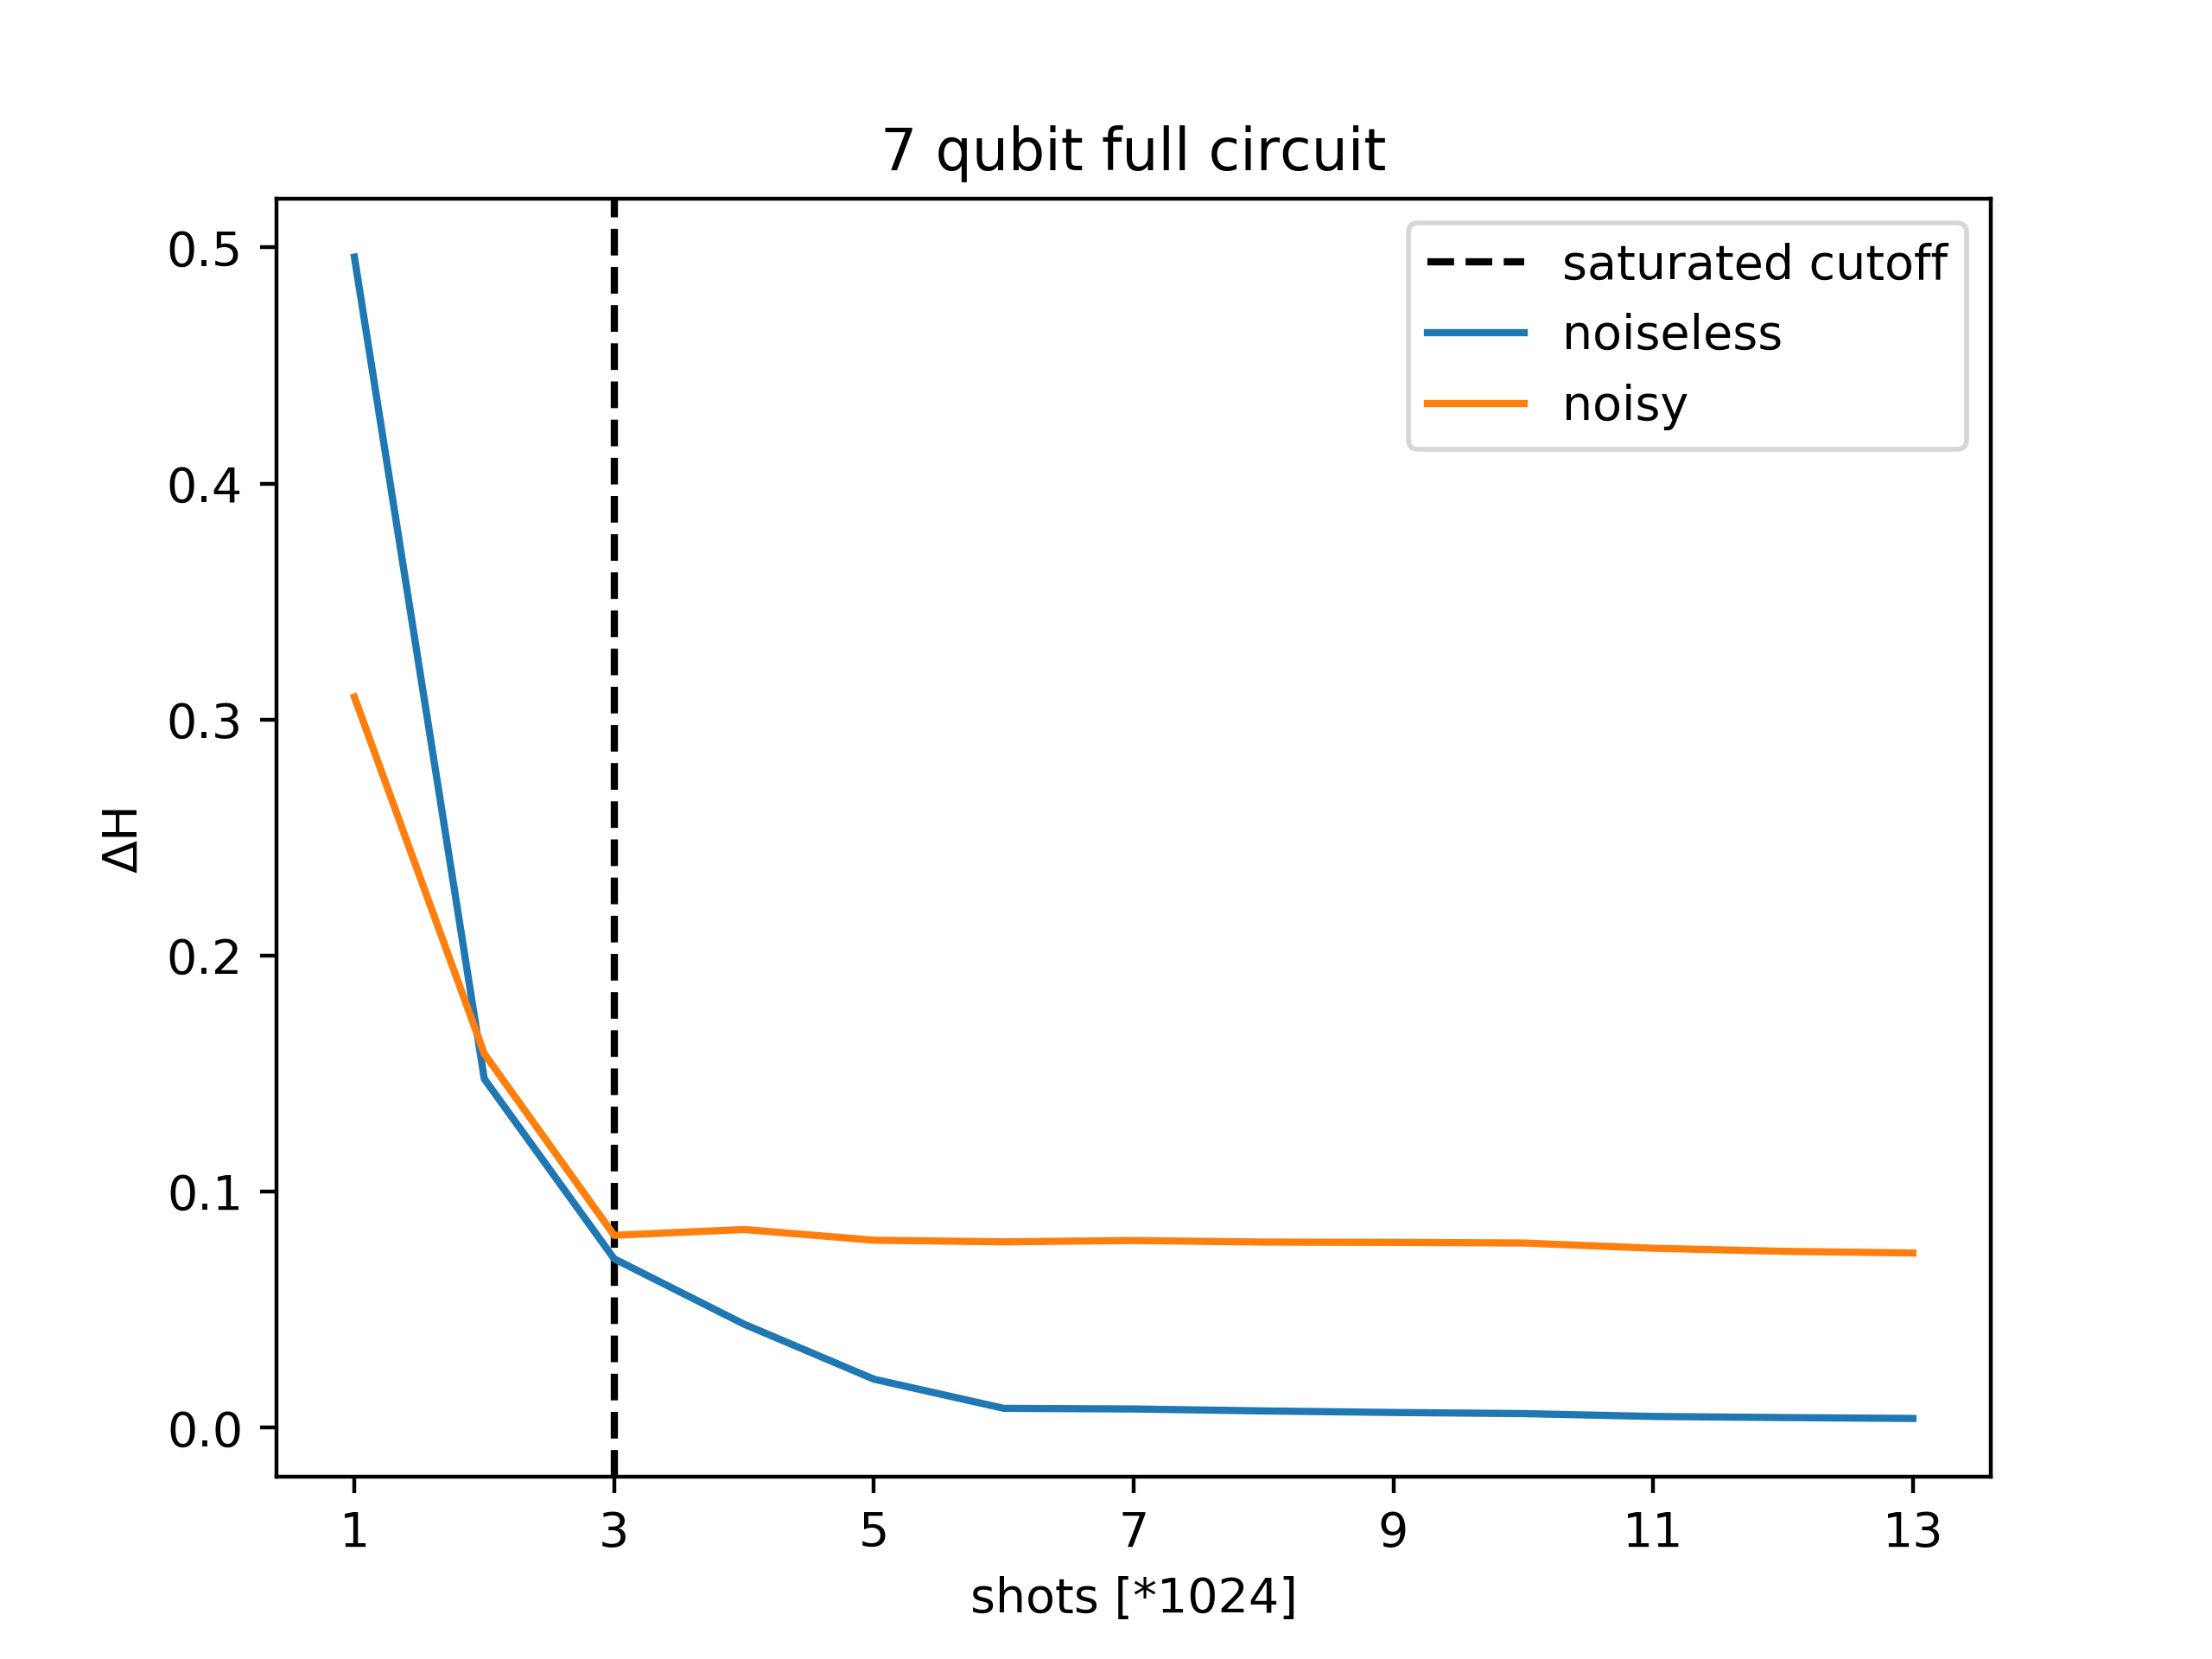 7 qubit full circuit
saturated cutoff
noiseless
noisy
0.5
0.4
0.3
0.2
0.1
0.0
ΔH
1 3 5 7 9 11 13
shots [*1024]